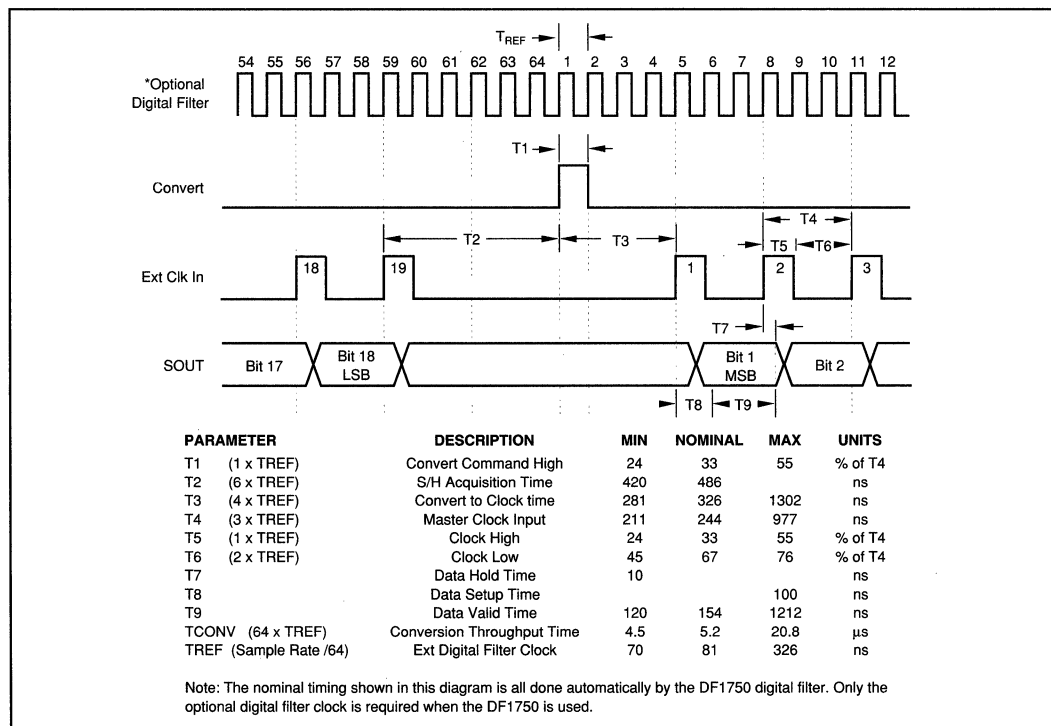 TREF
54 55 56 57 58 59 60 61 62 63 64 1 2 3 4 5 6 7 8 9 10 11 12
*Optional
Digital Filter
T1
Convert
T4
T2 T3 T5 T6
Ext Clk In
18 19 1 2 3
T7
SOUT
Bit 17
Bit 18
LSB
Bit 1
MSB
Bit 2
T8 T9
PARAMETER DESCRIPTION MIN NOMINAL MAX UNITS
T1 (1 x TREF) Convert Command High 24 33 55 % of T4
T2 (6 x TREF) S/H Acquisition Time 420 486 ns
T3 (4 x TREF) Convert to Clock time 281 326 1302 ns
T4 (3 x TREF) Master Clock Input 211 244 977 ns
T5 (1 x TREF) Clock High 24 33 55 % of T4
T6 (2 x TREF) Clock Low 45 67 76 % of T4
T7 Data Hold Time 10 ns
T8 Data Setup Time 100 ns
T9 Data Valid Time 120 154 1212 ns
TCONV (64 x TREF) Conversion Throughput Time 4.5 5.2 20.8 µs
TREF (Sample Rate /64) Ext Digital Filter Clock 70 81 326 ns
Note: The nominal timing shown in this diagram is all done automatically by the DF1750 digital filter. Only the
optional digital filter clock is required when the DF1750 is used.